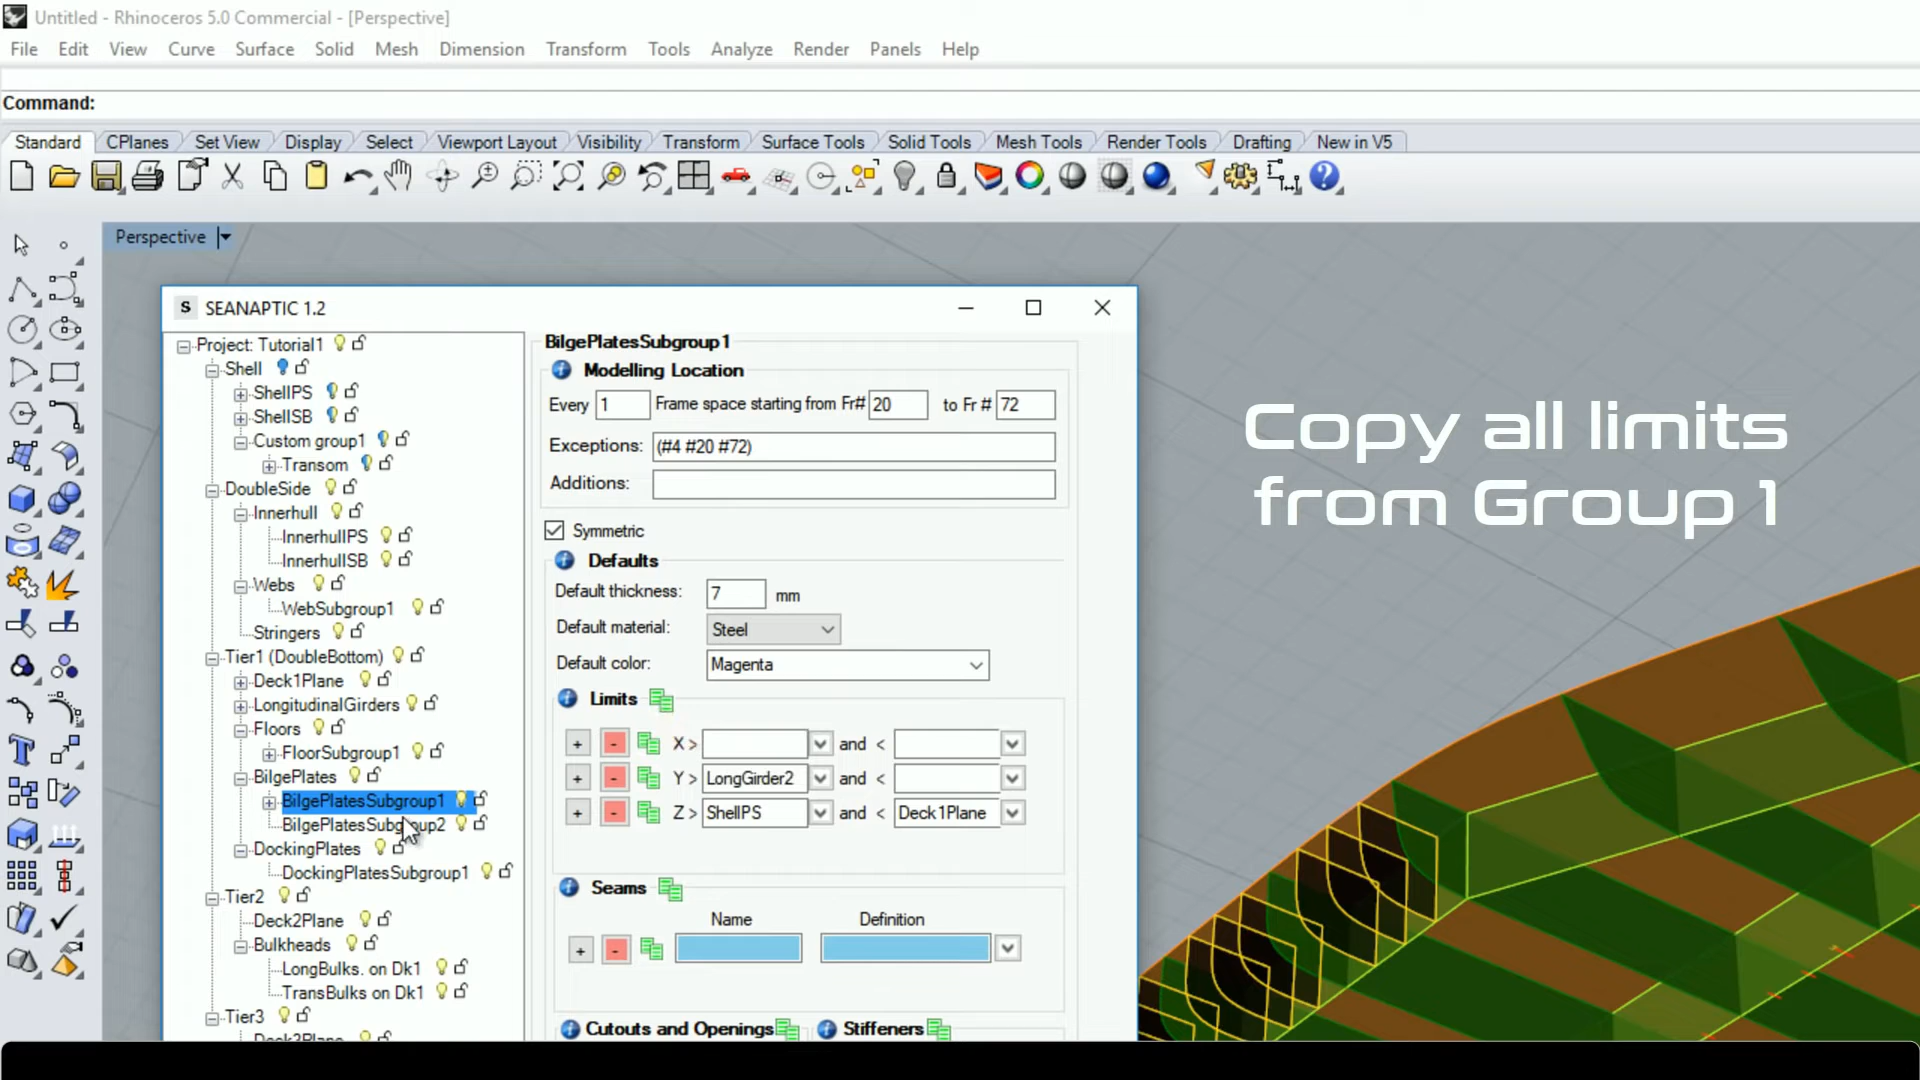 Untitled - Rhinoceros 5.0 Commercial - [Perspective]
File Edit View Curve Surface Solid Mesh Dimension Transform Tools Analyze Render Panels Help
Command:
Standard CPlanes Set View Display Select Viewport Layout Visibility Transform Surface Tools Solid Tools Mesh Tools Render Tools Drafting New in V5
Perspective
S SEANAPTIC 1.2
Project: Tutorial1
Shell
ShellPS
ShellSB
Custom group1
Transom
DoubleSide
Innerhull
InnerhullPS
InnerhullSB
Webs
WebSubgroup1
Stringers
Tier1 (DoubleBottom)
Deck1Plane
LongitudinalGirders
Floors
FloorSubgroup1
BilgePlates
BilgePlatesSubgroup1
BilgePlatesSubgroup2
DockingPlates
DockingPlatesSubgroup1
Tier2
Deck2Plane
Bulkheads
LongBulks. on Dk1
TransBulks on Dk1
Tier3
Deck3Plane
BilgePlatesSubgroup1
Modelling Location
Every 1 Frame space starting from Fr# 20 to Fr # 72
Exceptions: (#4 #20 #72)
Additions:
Symmetric
Defaults
Default thickness: 7 mm
Default material: Steel
Default color: Magenta
Limits
+ - X > and <
+ - Y > LongGirder2 and <
+ - Z > ShellPS and < Deck1Plane
Seams
Name Definition
+ -
Cutouts and Openings Stiffeners
Copy all limits
from Group 1